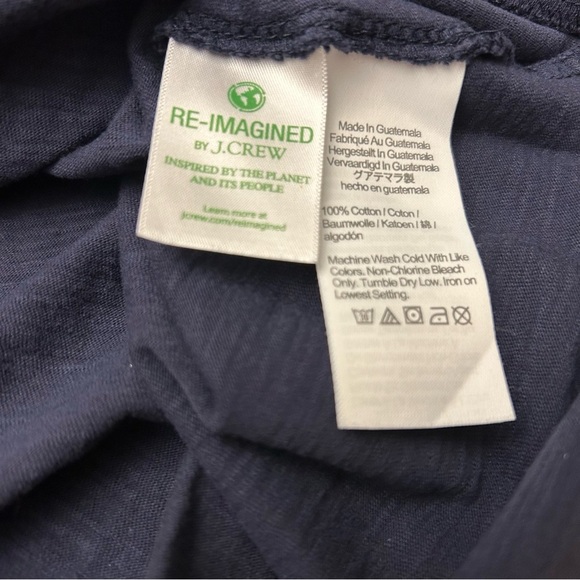 RE-IMAGINED
BY J.CREW
INSPIRED BY THE PLANET
AND ITS PEOPLE
Learn more at
jcrew.com/reimagined
Made In Guatemala
Fabriqué Au Guatemala
Hergesteilt In Guatemala
Vervaardigd In Guatemala
グアテマラ製
hecho en guatemala
100% Cotton / Coton /
Baumwolle / Katoen / 綿 /
algodón
Machine Wash Cold With Like
Colors. Non-Chlorine Bleach
Only. Tumble Dry Low. Iron on
Lowest Setting.